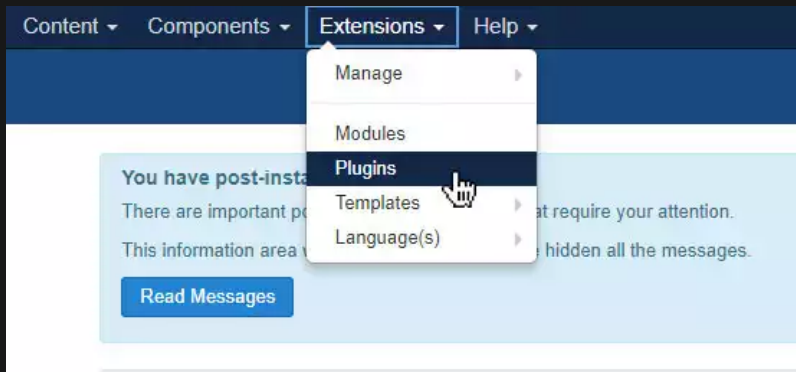 Content Components Extensions Help
Manage
Modules
You have post-insta
Plugins
There are important po
Templates
at require your attention.
Language(s)
This information area
hidden all the messages.
Read Messages